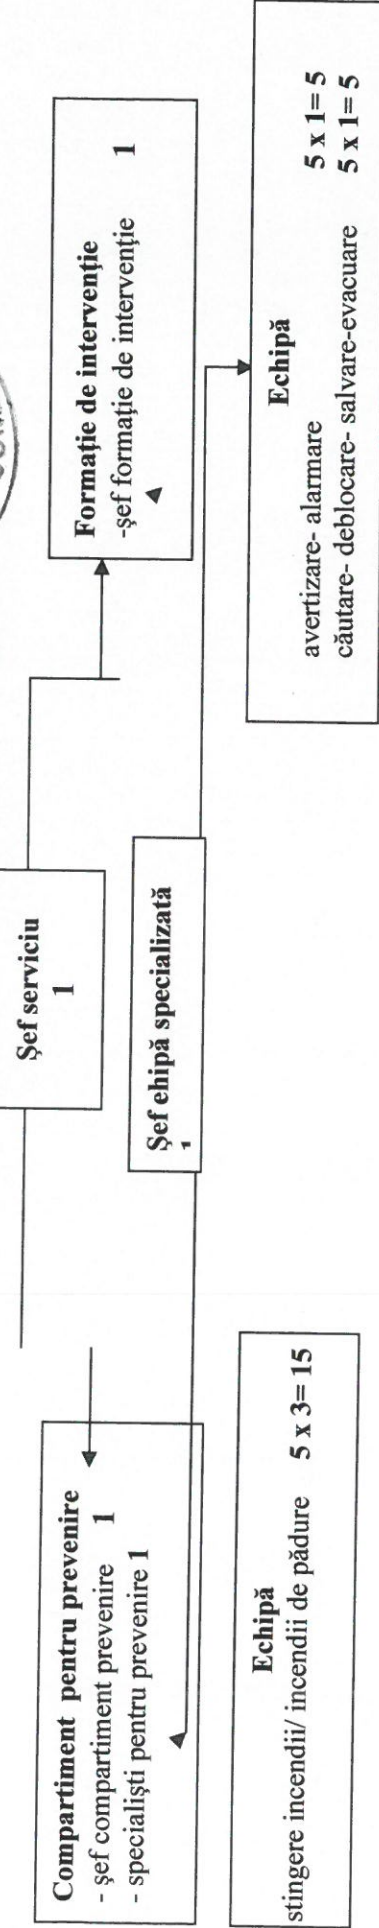 Şef serviciu
1
Compartiment pentru prevenire
- şef compartiment prevenire 1
- specialişti pentru prevenire 1
Formaţie de intervenţie
-şef formaţie de intervenţie 1
Şef ehipă specializată
1
Echipă
stingere incendii/ incendii de pădure 5 x 3= 15
Echipă
avertizare- alarmare 5 x 1= 5
căutare- deblocare- salvare-evacuare 5 x 1= 5